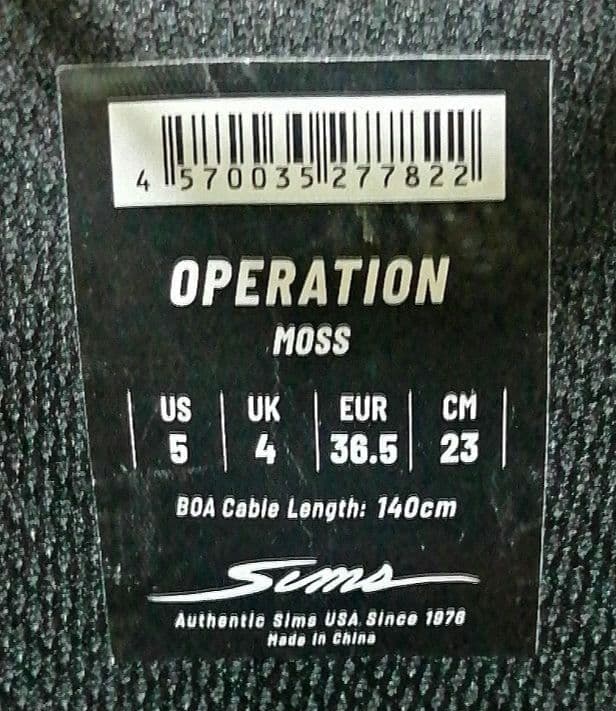 4 570035 277822
OPERATION
MOSS
US UK EUR CM
5 4 36.5 23
BOA Cable Length: 140cm
Sims
Authentic Sims USA. Since 1976
Made in China